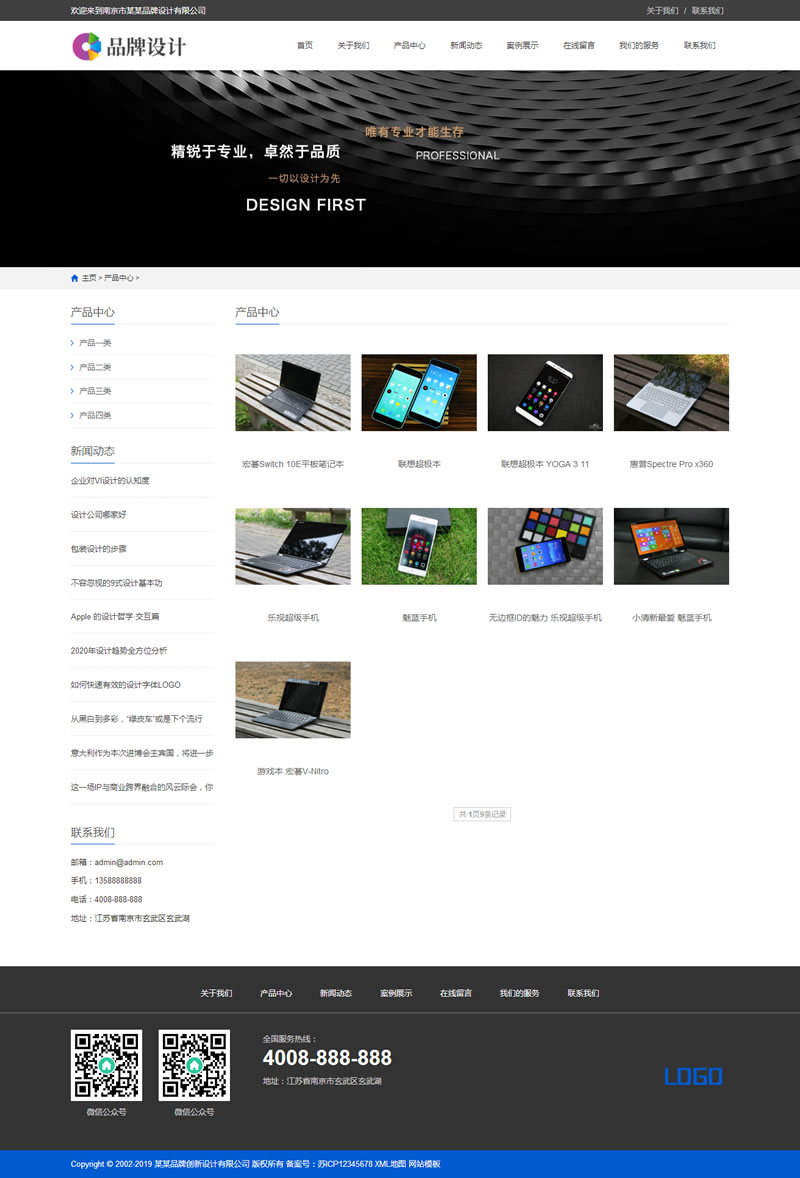 欢迎来到南京市某某品牌设计有限公司
关于我们 / 联系我们
品牌设计
首页 关于我们 产品中心 新闻动态 案例展示 在线留言 我们的服务 联系我们
唯有专业才能生存
精锐于专业，卓然于品质
PROFESSIONAL
一切以设计为先
DESIGN FIRST
主页 > 产品中心 >
产品中心
产品一类
产品二类
产品三类
产品四类
新闻动态
企业对VI设计的认知度
设计公司哪家好
包装设计的步骤
不容忽视的9式设计基本功
Apple 的设计哲学·交互篇
2020年设计趋势全方位分析
如何快速有效的设计字体LOGO
从黑白到多彩，“绿皮车”或是下个流行
意大利作为本次进博会主宾国，将进一步
这一场IP与商业跨界融合的风云际会，你
联系我们
邮箱：admin@admin.com
手机：13588888888
电话：4008-888-888
地址：江苏省南京市玄武区玄武湖
产品中心
宏碁Switch 10E平板笔记本
联想超极本
联想超极本 YOGA 3 11
惠普Spectre Pro x360
乐视超级手机
魅蓝手机
无边框ID的魅力 乐视超级手机
小清新最爱 魅蓝手机
游戏本 宏碁V-Nitro
共 1页9条记录
关于我们 产品中心 新闻动态 案例展示 在线留言 我们的服务 联系我们
微信公众号
微信公众号
全国服务热线：
4008-888-888
地址：江苏省南京市玄武区玄武湖
LOGO
Copyright © 2002-2019 某某品牌创新设计有限公司 版权所有 备案号：苏ICP12345678 XML地图 网站模板